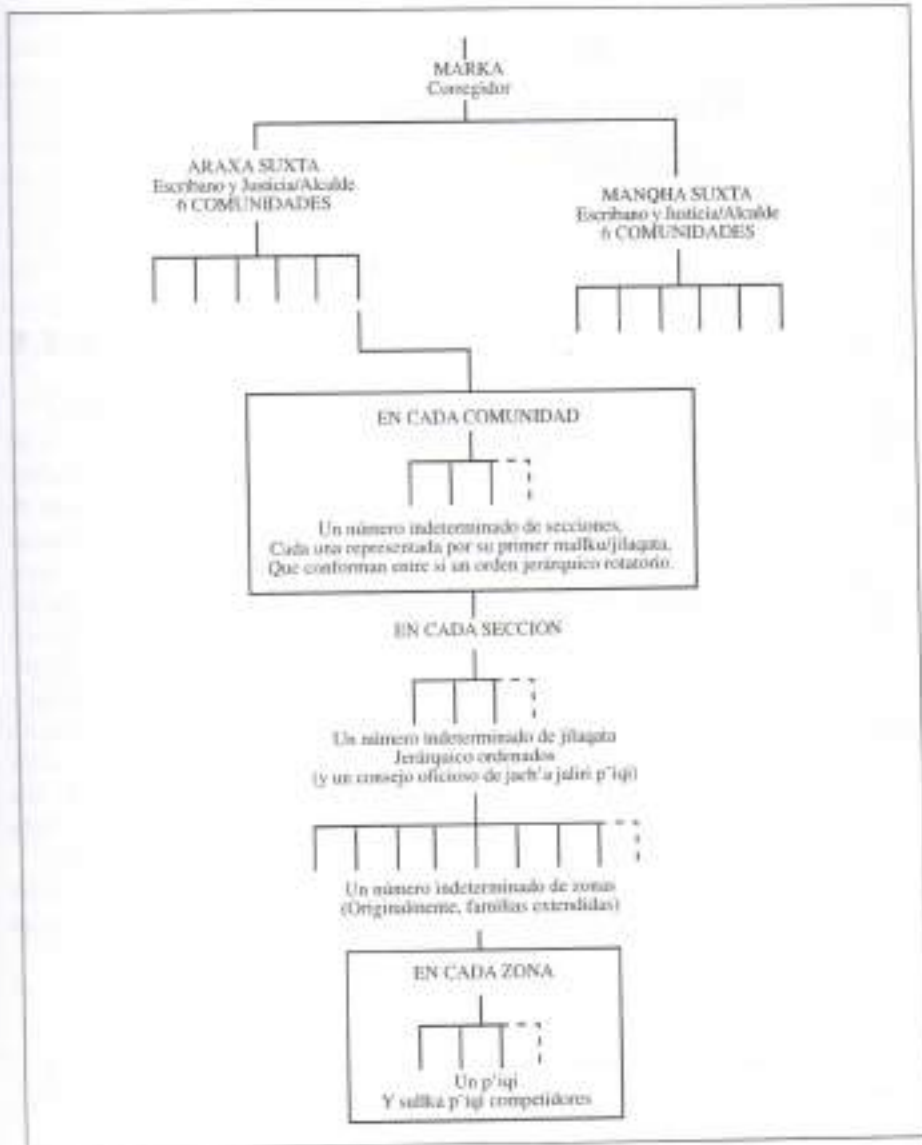 MARKA
Corregidor
ARAXA SUXTA
Escribano y Justicia/Alcalde
6 COMUNIDADES
MANQHA SUXTA
Escribano y Justicia/Alcalde
6 COMUNIDADES
EN CADA COMUNIDAD
Un número indeterminado de secciones,
Cada una representada por su primer mallku/jilaqata,
Que conforman entre si un orden jerárquico rotatorio.
EN CADA SECCION
Un número indeterminado de jilaqata
Jerárquico ordenados
(y un consejo oficioso de jach'a jaliri p'iqi)
Un número indeterminado de zonas
(Originalmente, familias extendidas)
EN CADA ZONA
Un p'iqi
Y sullka p'iqi competidores